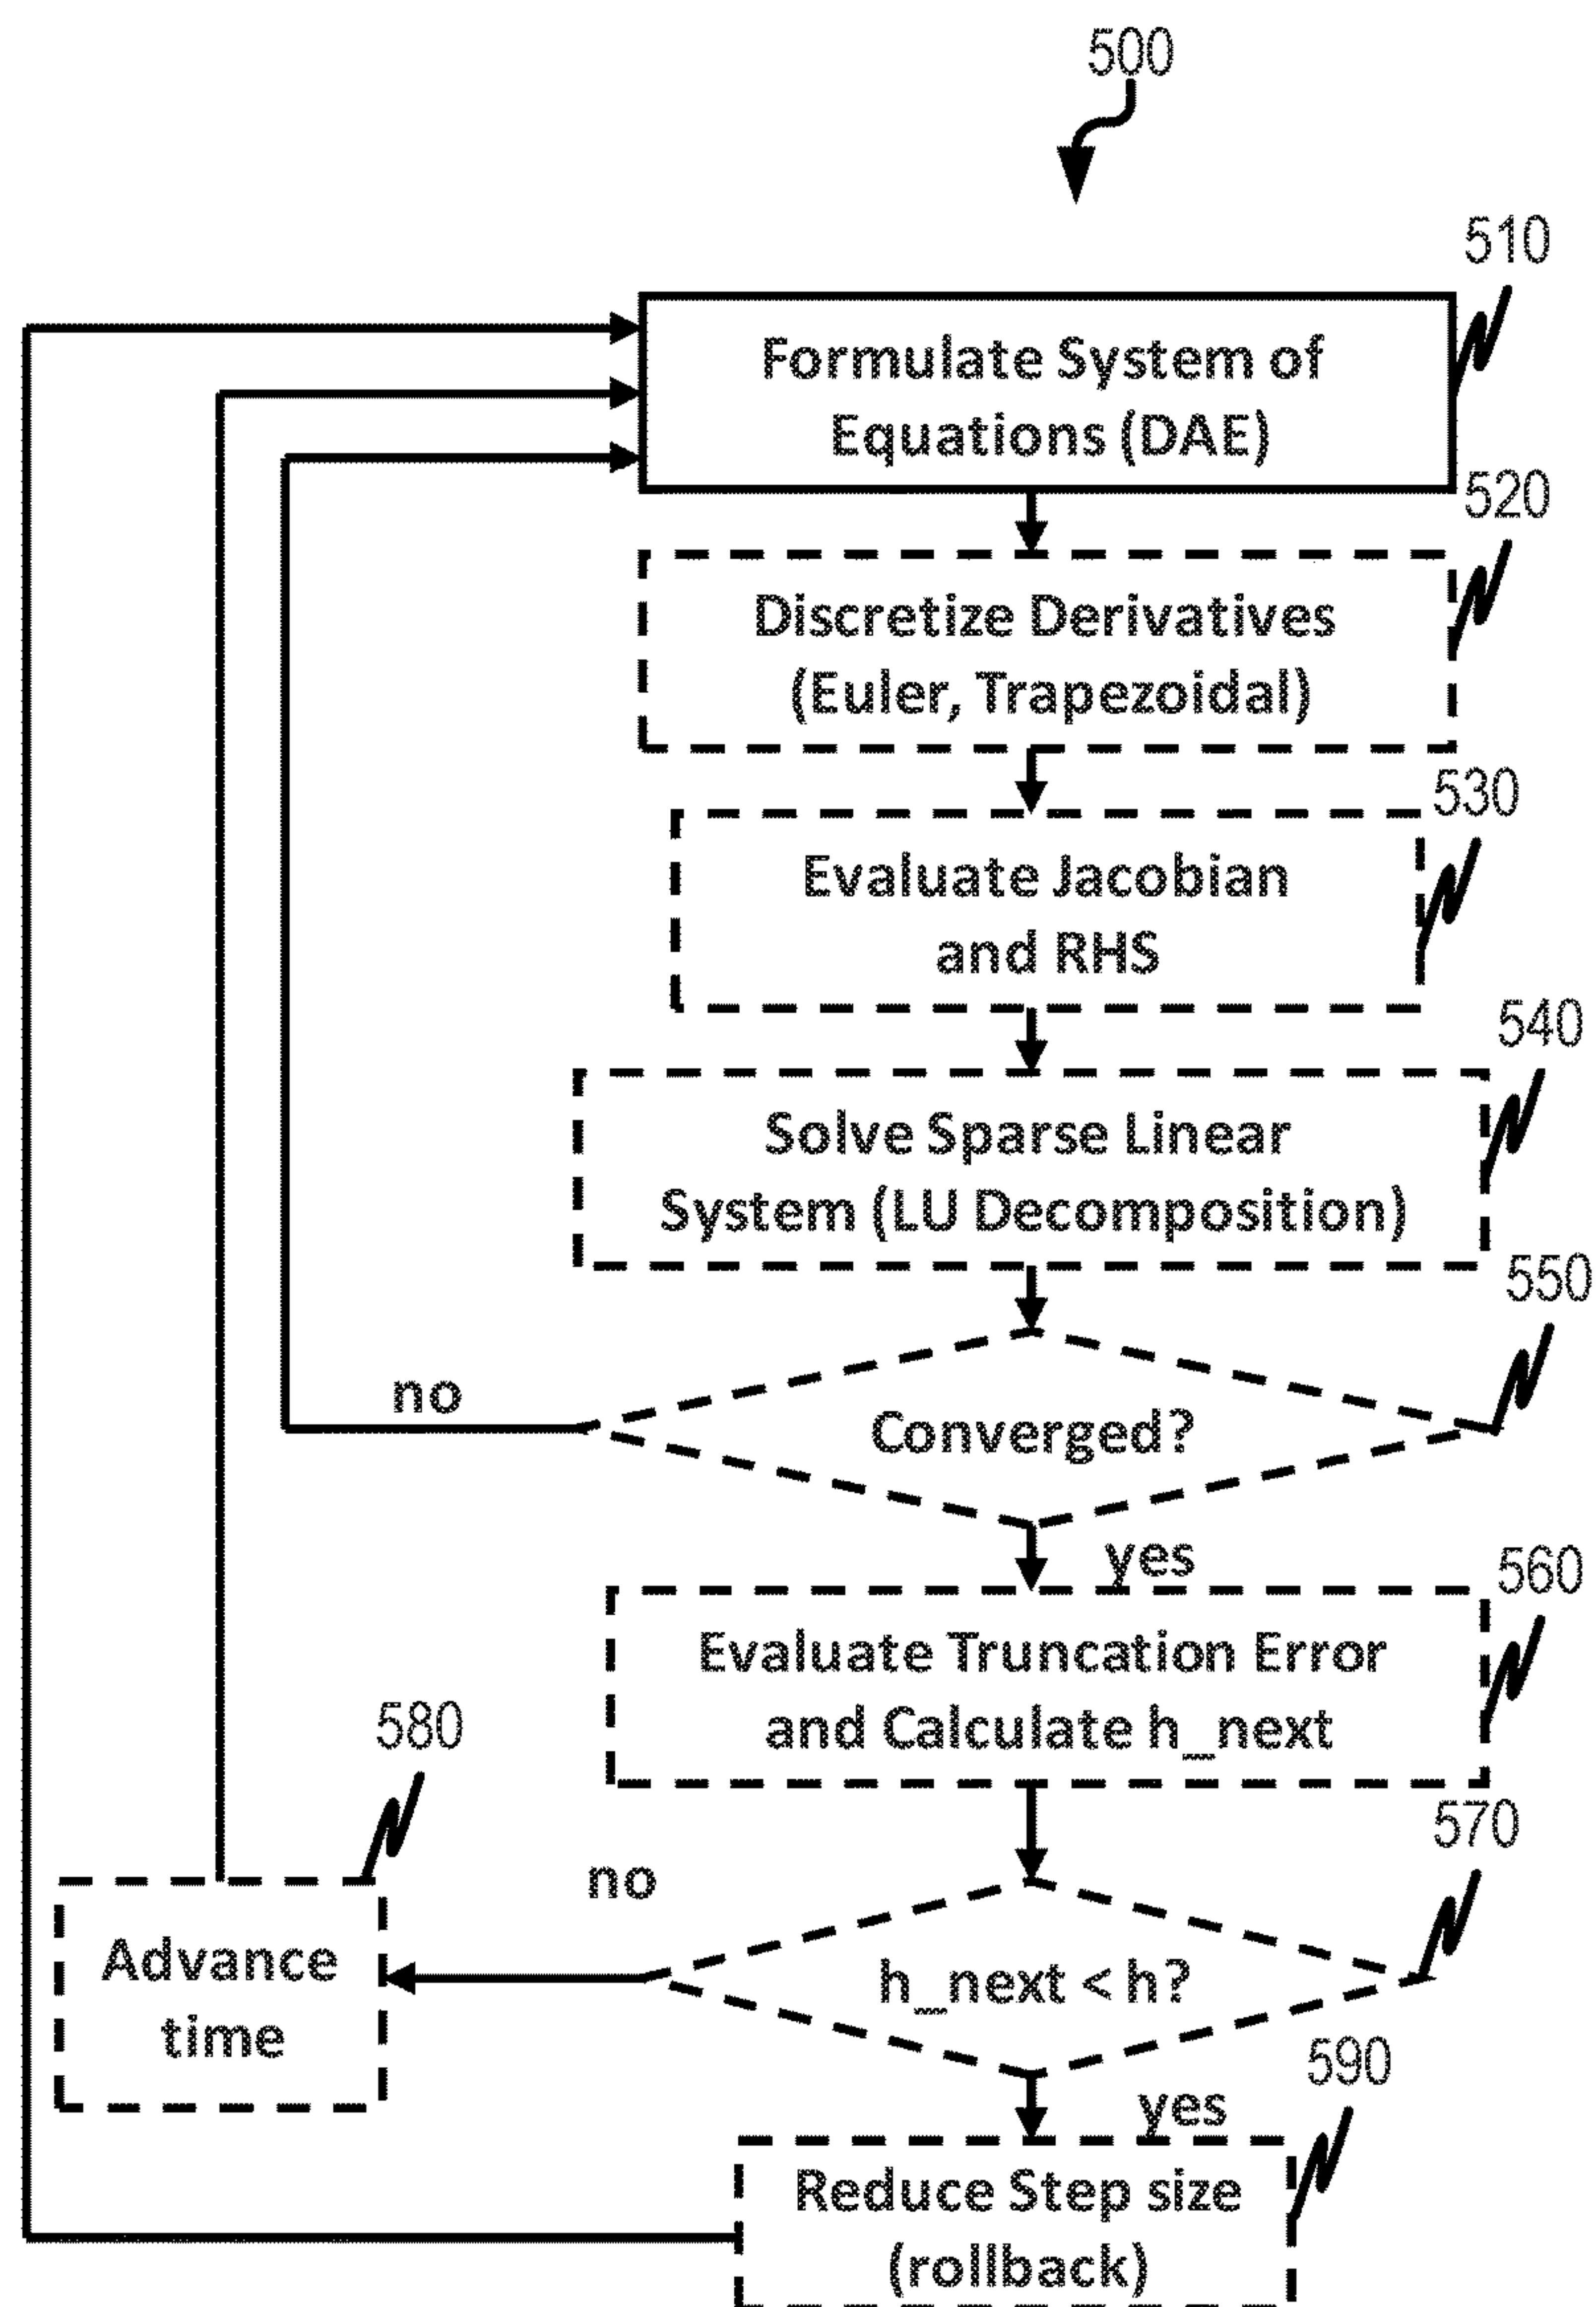 500
510
Formulate System of
Equations (DAE)
520
Discretize Derivatives
(Euler, Trapezoidal)
530
Evaluate Jacobian
and RHS
540
Solve Sparse Linear
System (LU Decomposition)
550
no
Converged?
yes
560
Evaluate Truncation Error
and Calculate h_next
580
570
no
Advance
time
h_next < h?
590
yes
Reduce Step size
(rollback)